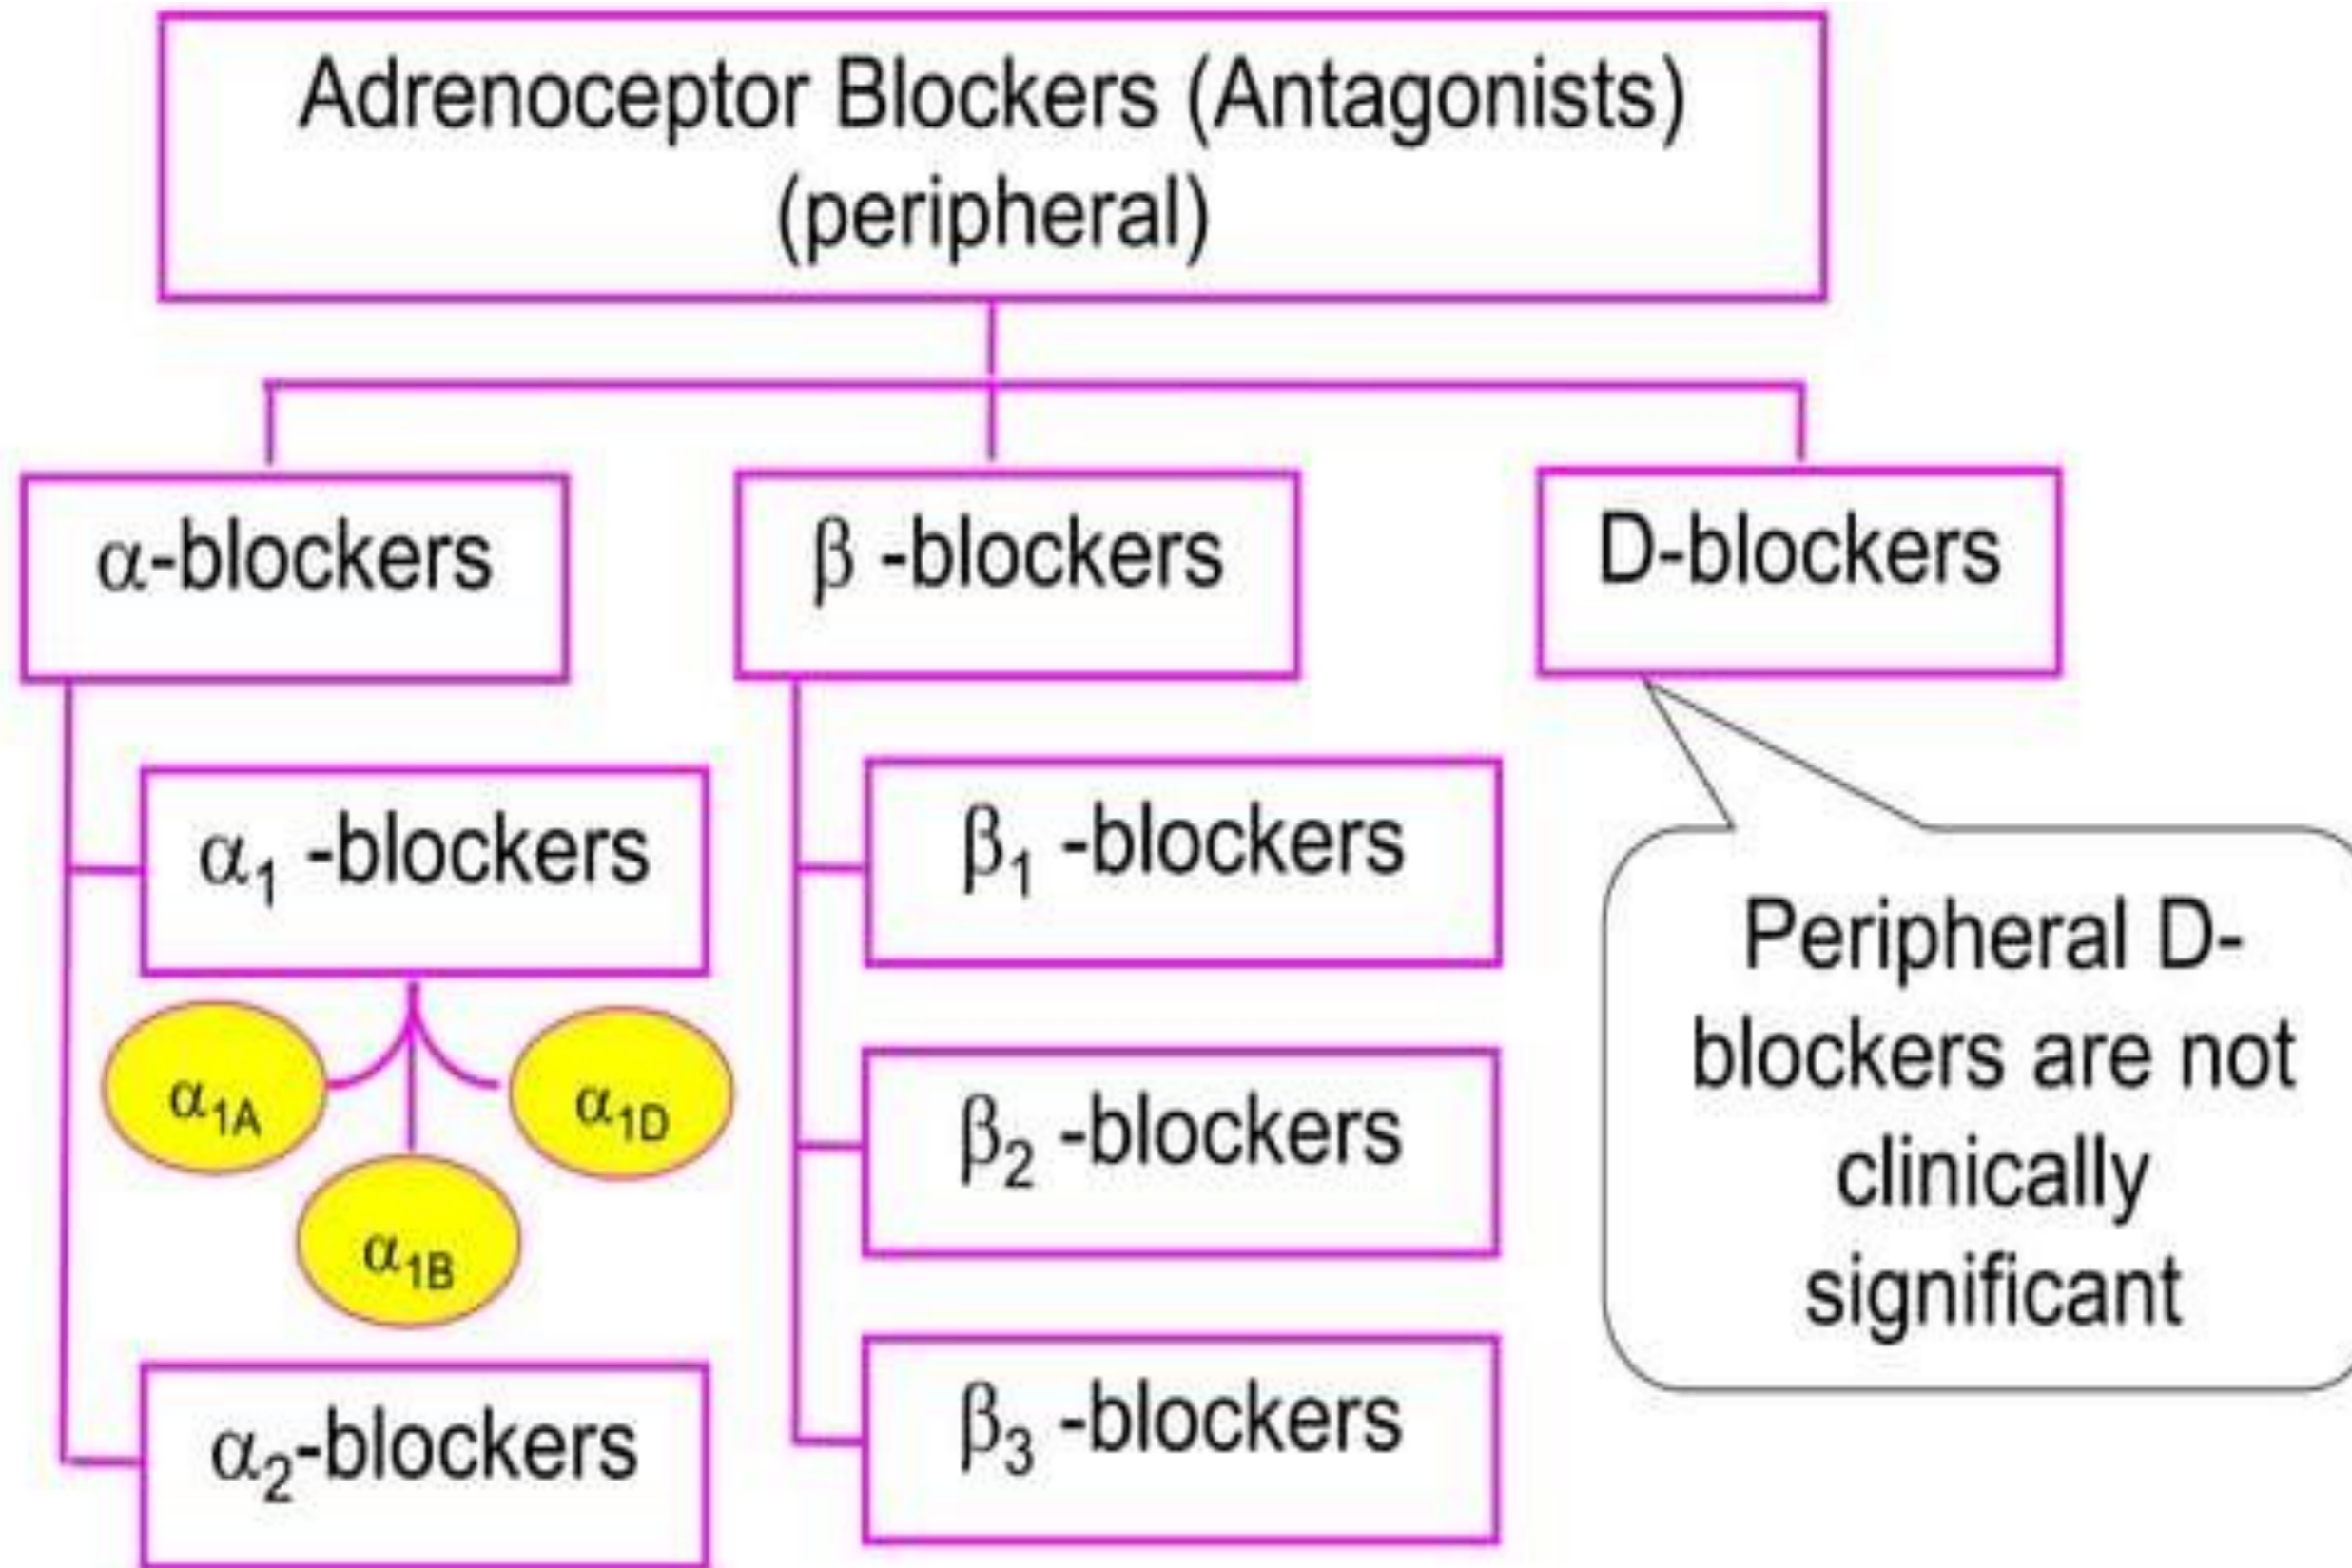 Adrenoceptor Blockers (Antagonists)
(peripheral)
α-blockers
β -blockers
D-blockers
α₁ -blockers
α₁A
α₁B
α₁D
α₂-blockers
β₁ -blockers
β₂ -blockers
β₃ -blockers
Peripheral D-
blockers are not
clinically
significant